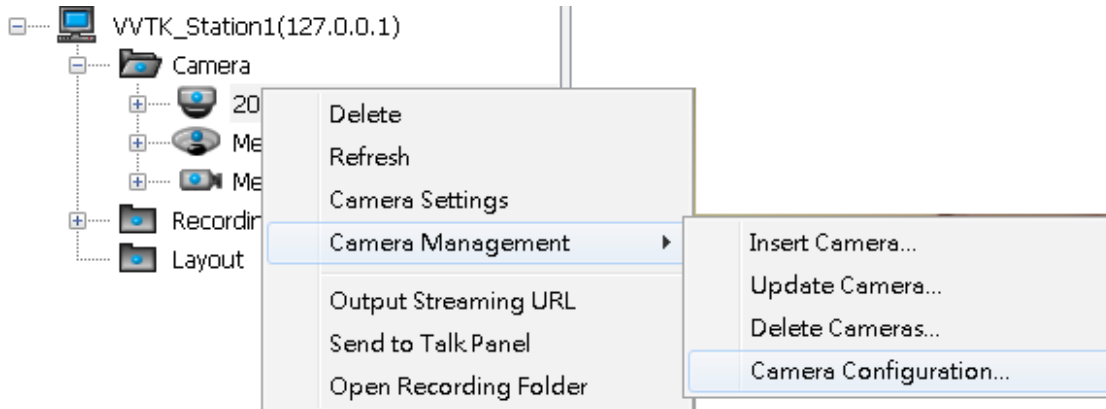 VVTK_Station1(127.0.0.1)
Camera
20
Me
Me
Recordin
Layout
Delete
Refresh
Camera Settings
Camera Management
Output Streaming URL
Send to Talk Panel
Open Recording Folder
Insert Camera...
Update Camera...
Delete Cameras...
Camera Configuration...